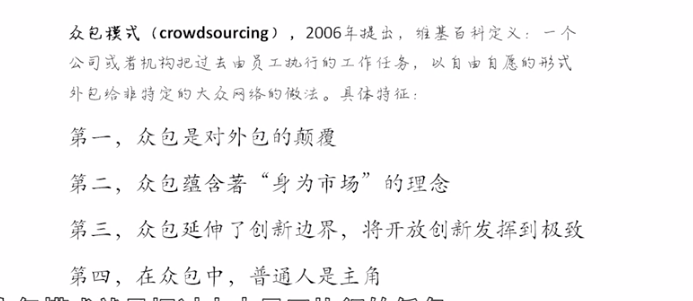 众包模式（crowdsourcing），2006年提出，维基百科定义：一个
公司或者机构把过去由员工执行的工作任务，以自由自愿的形式
外包给非特定的大众网络的做法。具体特征：
第一，众包是对外包的颠覆
第二，众包蕴含著“身为市场”的理念
第三，众包延伸了创新边界，将开放创新发挥到极致
第四，在众包中，普通人是主角